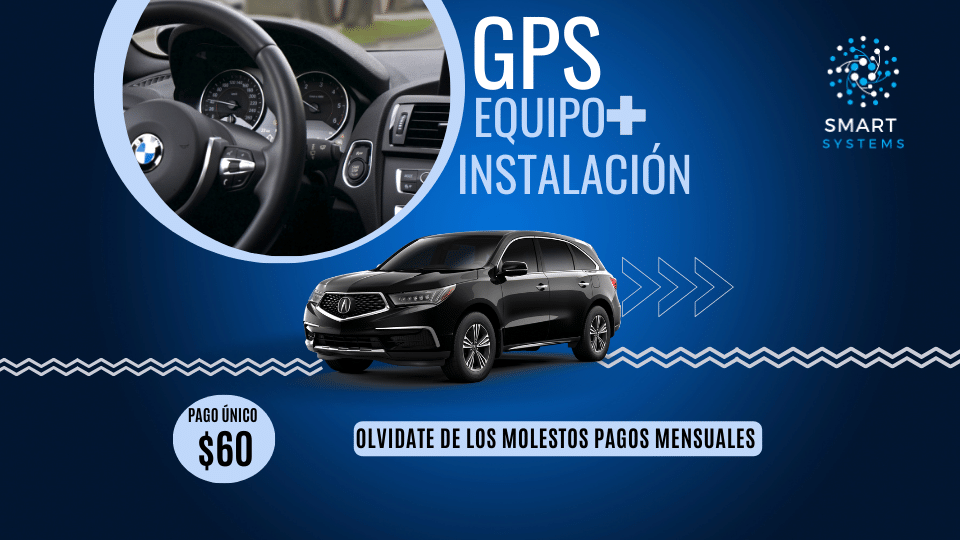 GPS
EQUIPO+
INSTALACIÓN
SMART
SYSTEMS
PAGO ÚNICO
$60
OLVIDATE DE LOS MOLESTOS PAGOS MENSUALES